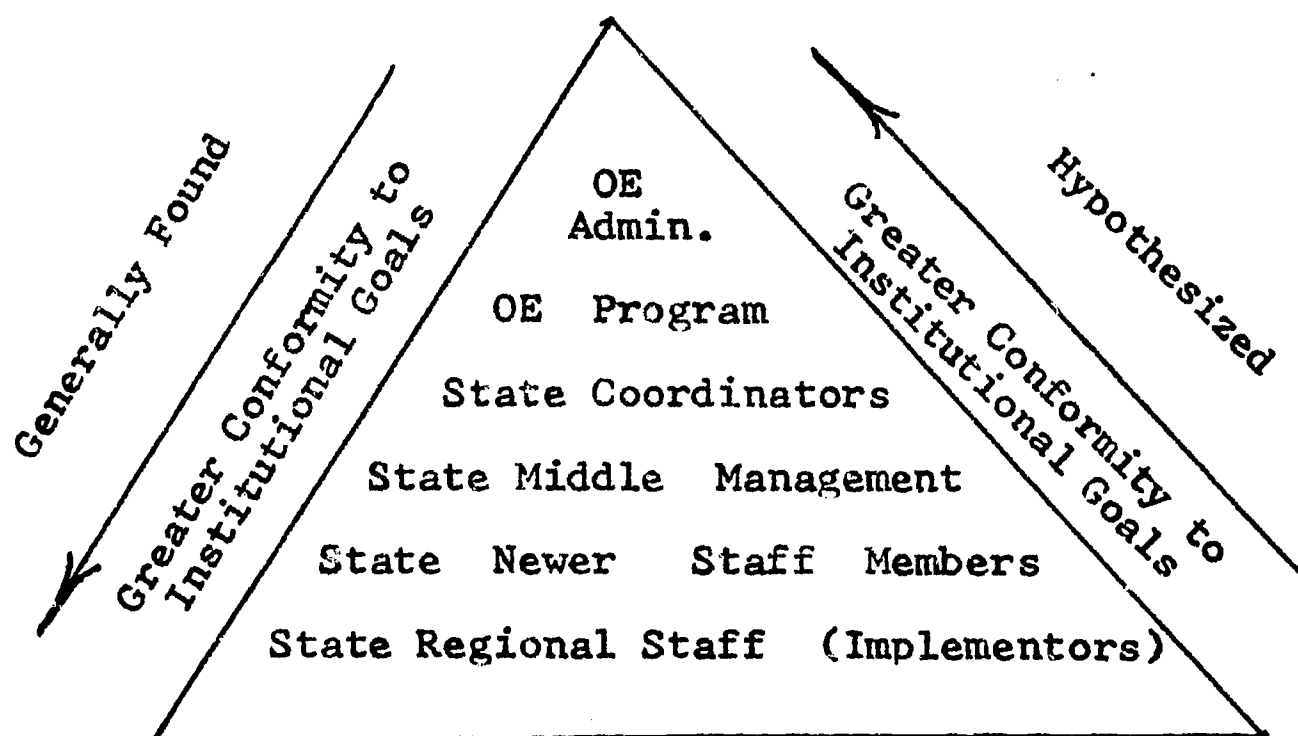 Generally Found
Greater Conformity to
Institutional Goals
OE
Admin.
OE Program
State Coordinators
State Middle Management
State Newer Staff Members
State Regional Staff (Implementors)
Greater Conformity to
Institutional Goals
Hypothesized